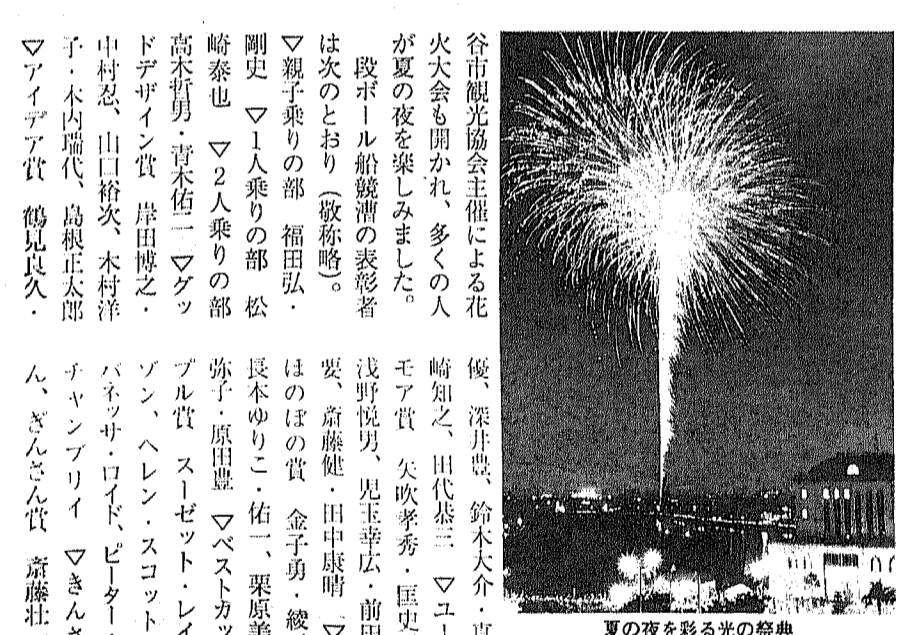 谷市観光協会主催による花
火大会も開かれ、多くの人
が夏の夜を楽しみました。
段ボール船競漕の表彰者
は次のとおり(敬称略)。
▽親子乗りの部 福田弘・
剛史 ▽1人乗りの部 松
崎泰也 ▽2人乗りの部
高木哲男・青木佑二 ▽グッ
ドデザイン賞 岸田博之・
中村忍、山口裕次、木村洋
子・木内瑞代、島根正太郎
▽アイデア賞 鶴見良久・
優、深井豊、鈴木大介・
崎知之、田代恭三 ▽ユー
モア賞 矢吹孝秀・匡史
浅野悦男、児玉幸広・前田
要、斎藤健・田中康晴 ▽
ほのぼの賞 金子勇・綾
長本ゆりこ・佑一、栗原美
弥子・原田豊 ▽ベストカッ
プル賞 スーゼット・レイ
ゾン、ヘレン・スコット
バネッサ・ロイド、ピーター・
チャンブリイ ▽きんさ
ん、ぎんさん賞 斎藤壮
夏の夜を彩る光の祭典